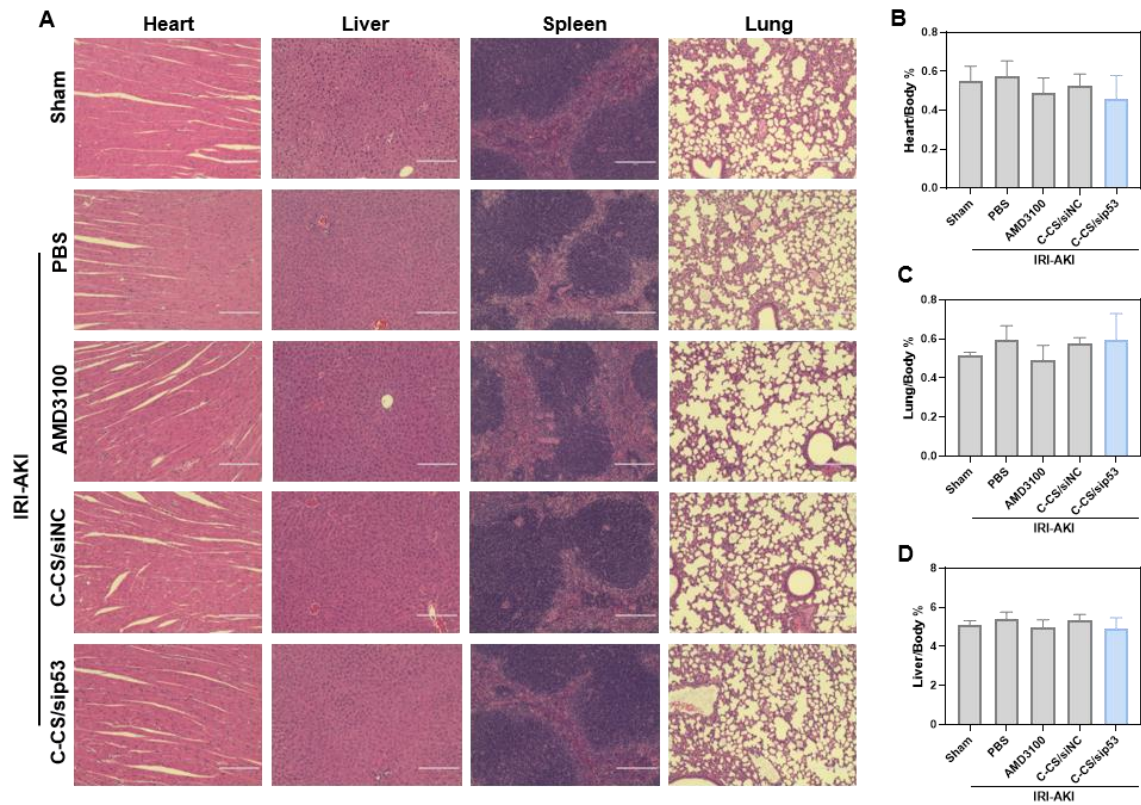 A
Heart Liver Spleen Lung
Sham
PBS
AMD3100
C-CS/siNC
C-CS/sip53
IRI-AKI
B
Heart/Body %
0.8
0.6
0.4
0.2
0.0
Sham PBS AMD3100 C-CS/siNC C-CS/sip53
IRI-AKI
C
Lung/Body %
0.8
0.6
0.4
0.2
0.0
Sham PBS AMD3100 C-CS/siNC C-CS/sip53
IRI-AKI
D
Liver/Body %
8
6
4
2
0
Sham PBS AMD3100 C-CS/siNC C-CS/sip53
IRI-AKI